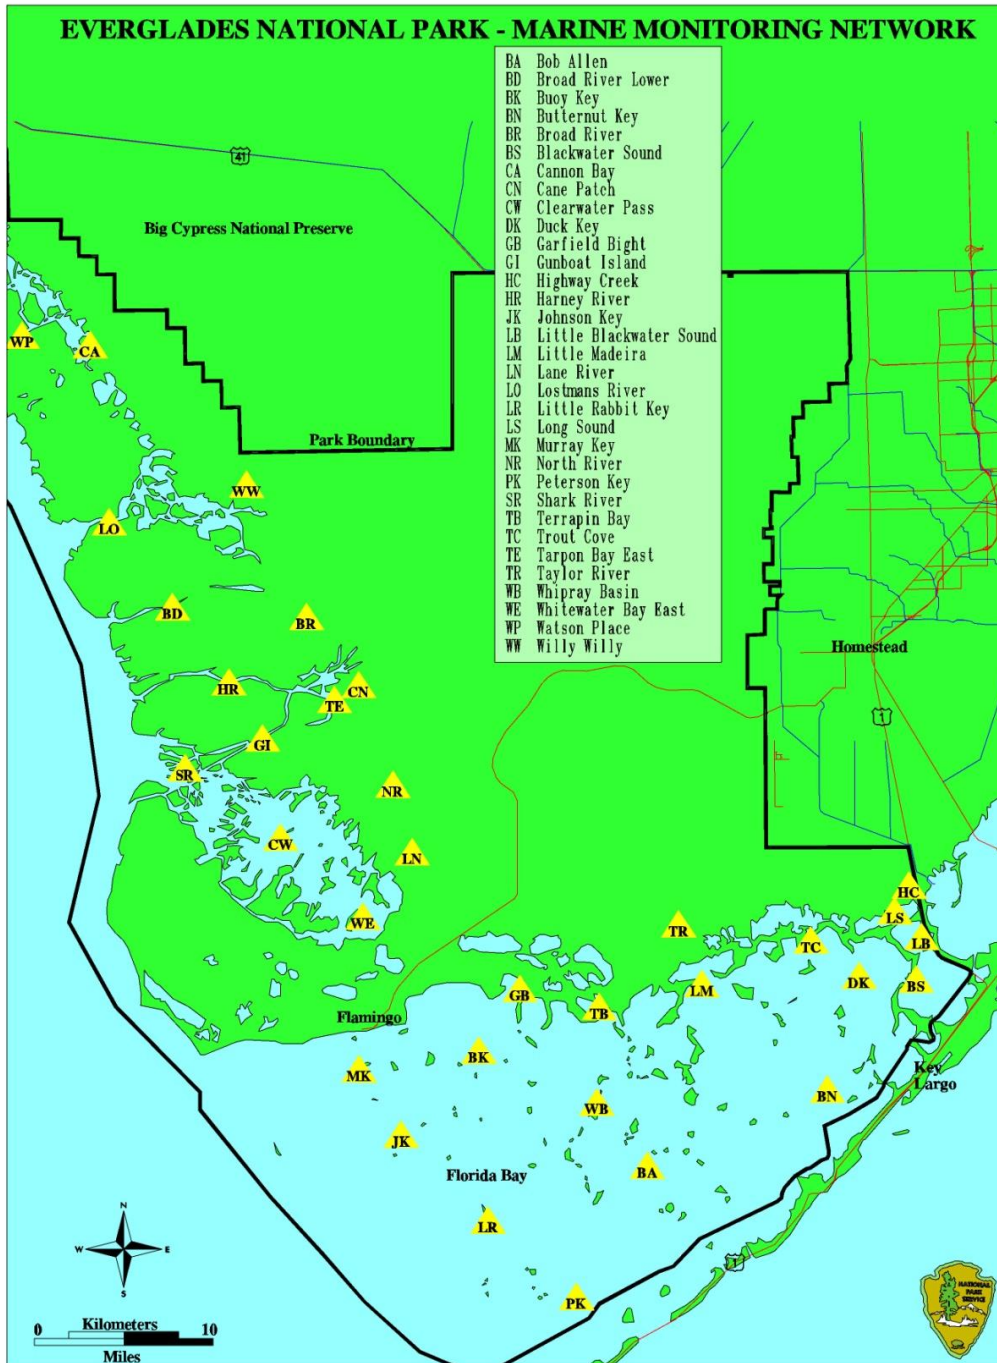 EVERGLADES NATIONAL PARK - MARINE MONITORING NETWORK
BA Bob Allen
BD Broad River Lower
BK Buoy Key
BN Butternut Key
BR Broad River
BS Blackwater Sound
CA Cannon Bay
CN Cane Patch
CW Clearwater Pass
DK Duck Key
GB Garfield Bight
GI Gunboat Island
HC Highway Creek
HR Harney River
JK Johnson Key
LB Little Blackwater Sound
LM Little Madeira
LN Lane River
LO Lostmans River
LR Little Rabbit Key
LS Long Sound
MK Murray Key
NR North River
PK Peterson Key
SR Shark River
TB Terrapin Bay
TC Trout Cove
TE Tarpon Bay East
TR Taylor River
WB Whipray Basin
WE Whitewater Bay East
WP Watson Place
WW Willy Willy
41
Big Cypress National Preserve
WP
CA
Park Boundary
WW
LO
BD
BR
Homestead
HR
CN
TE
1
GI
SR
NR
CW
LN
HC
WE
LS
TR
LB
TC
DK
BS
LM
GB
TB
Flamingo
BK
MK
Key
Largo
BN
WB
JK
BA
Florida Bay
LR
N
W E
S
1
PK
NATIONAL
PARK
SERVICE
Kilometers
0 10
Miles